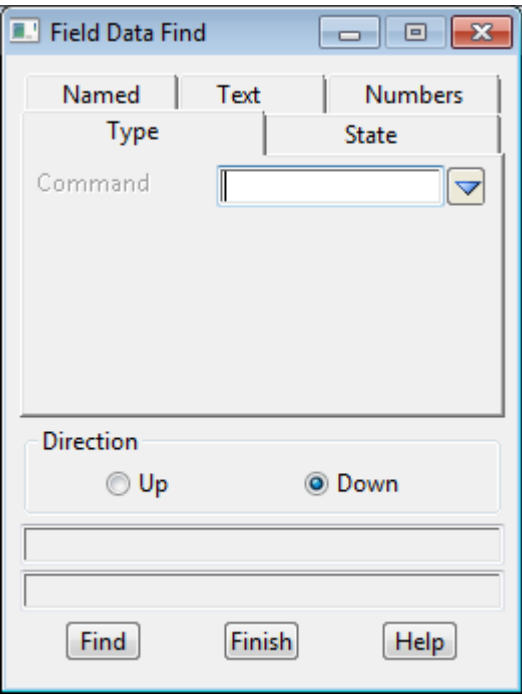 Field Data Find
Named Text Numbers
Type State
Command
Direction
Up Down
Find Finish Help